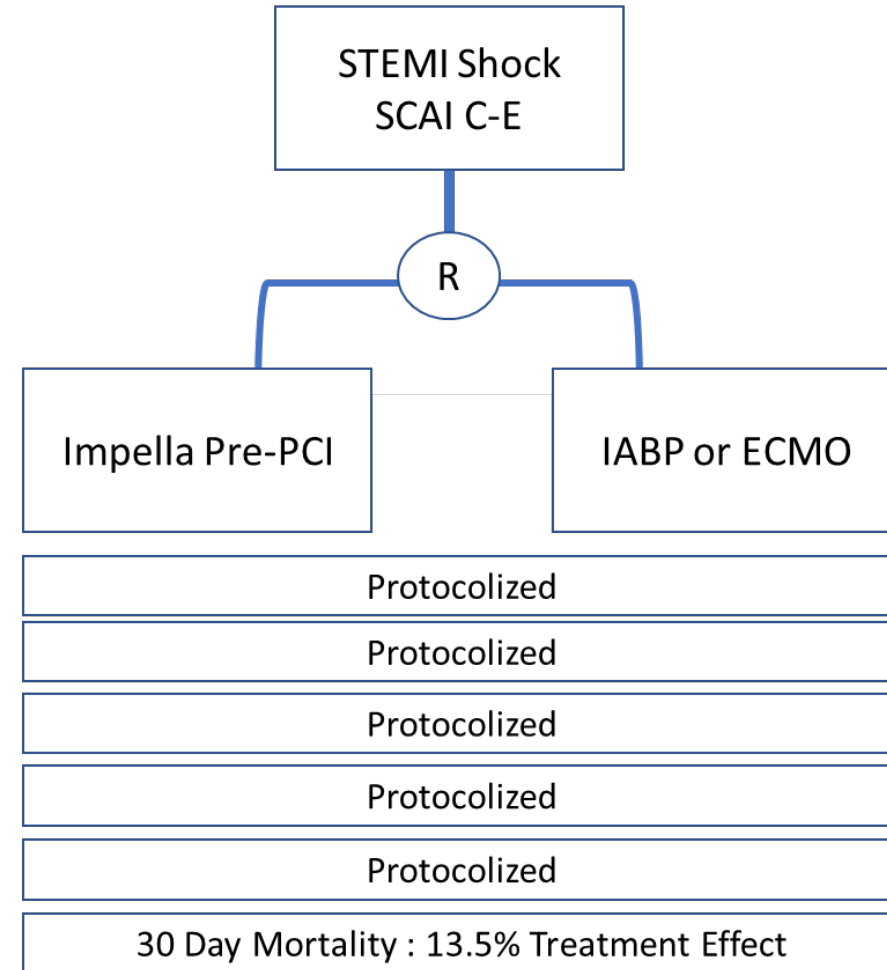 STEMI Shock
SCAI C-E
R
Impella Pre-PCI
IABP or ECMO
Protocolized
Protocolized
Protocolized
Protocolized
Protocolized
30 Day Mortality : 13.5% Treatment Effect